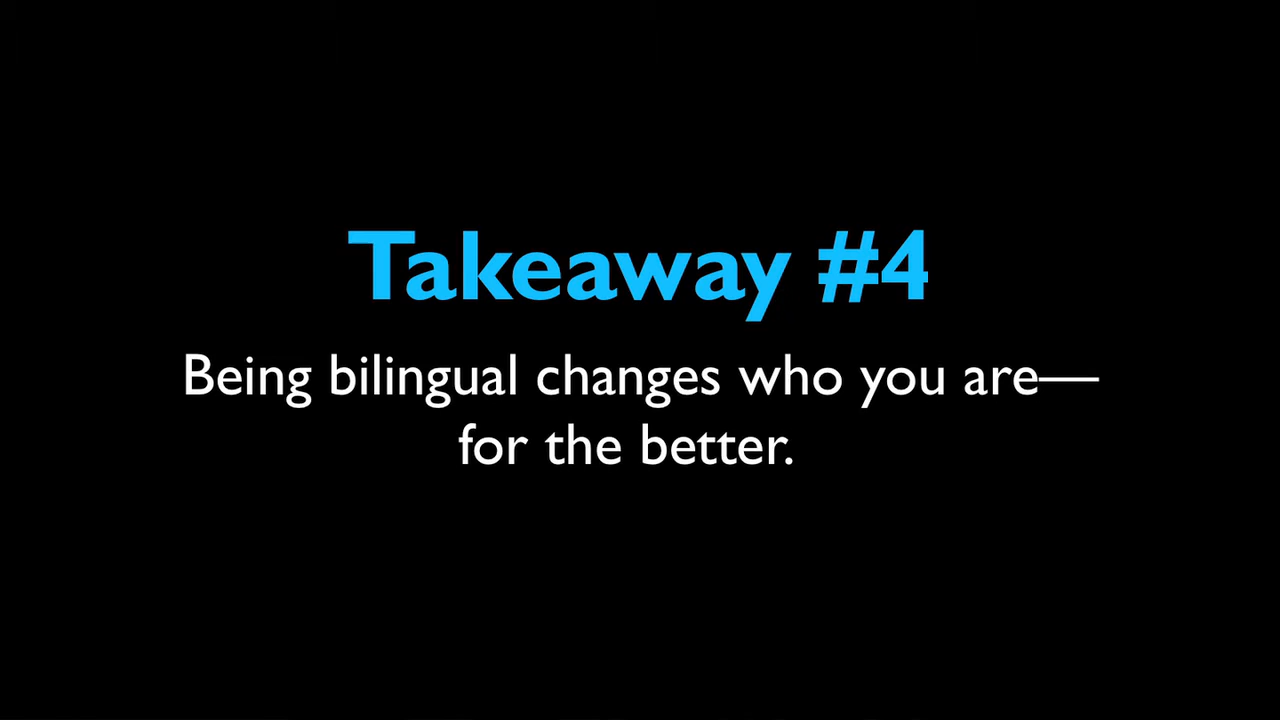 Takeaway #4
Being bilingual changes who you are—
for the better.